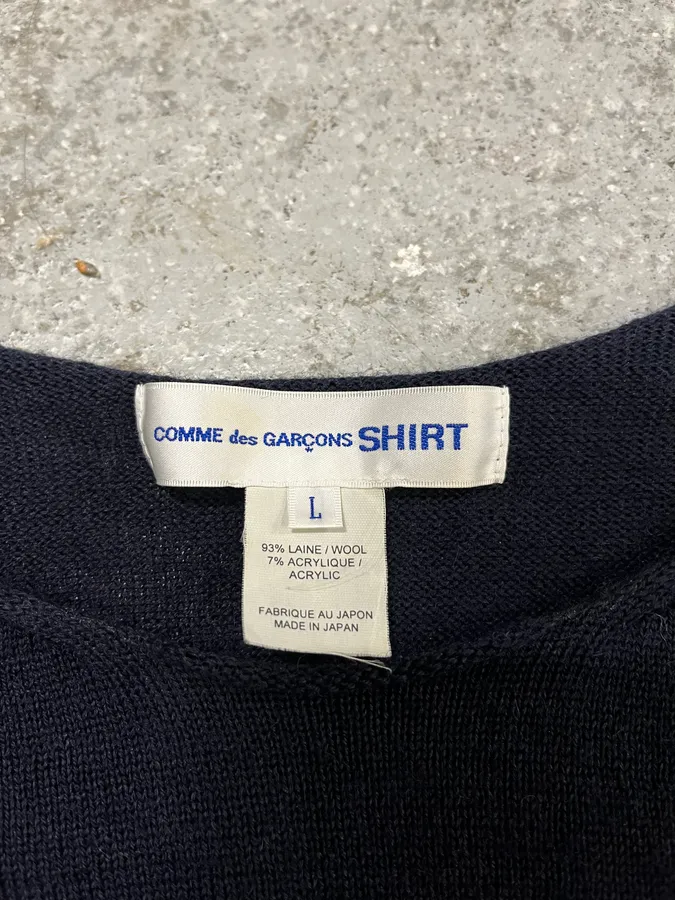 COMME des GARÇONS SHIRT
L
93% LAINE / WOOL
7% ACRYLIQUE /
ACRYLIC
FABRIQUE AU JAPON
MADE IN JAPAN